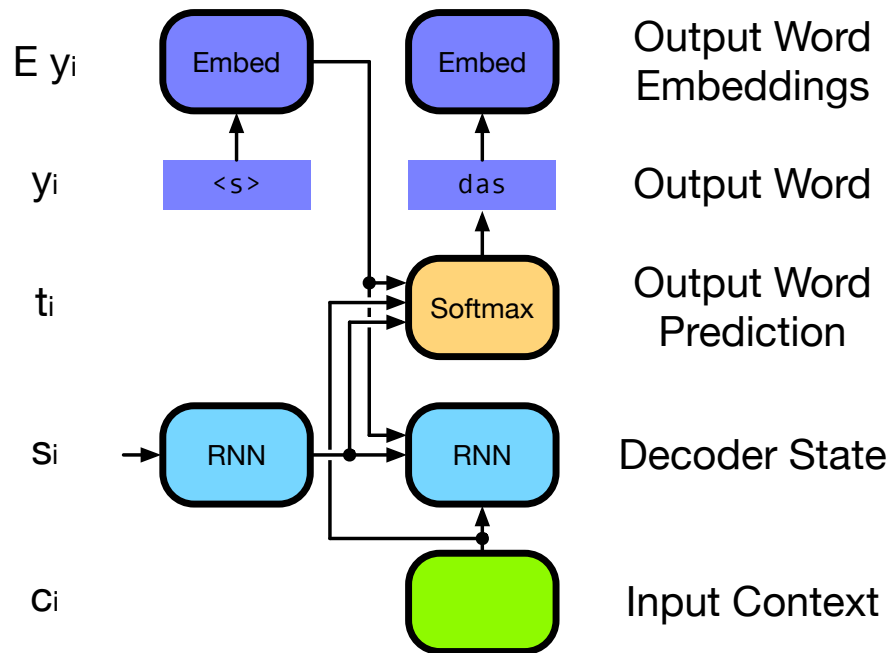 E yi
Embed
Embed
Output Word
Embeddings
yi
<s>
das
Output Word
ti
Softmax
Output Word
Prediction
si
RNN
RNN
Decoder State
ci
Input Context